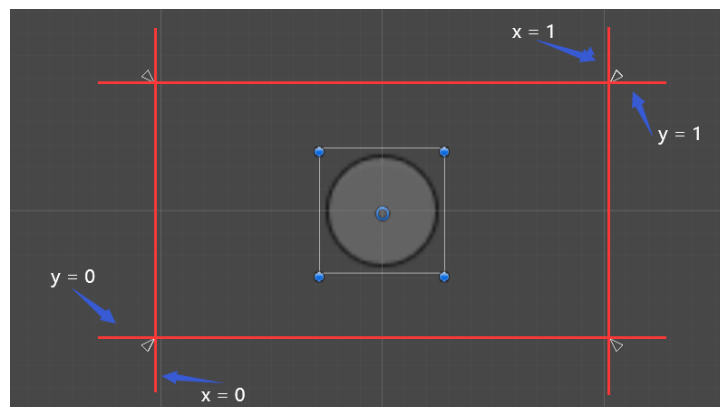 x = 1
y = 1
y = 0
x = 0